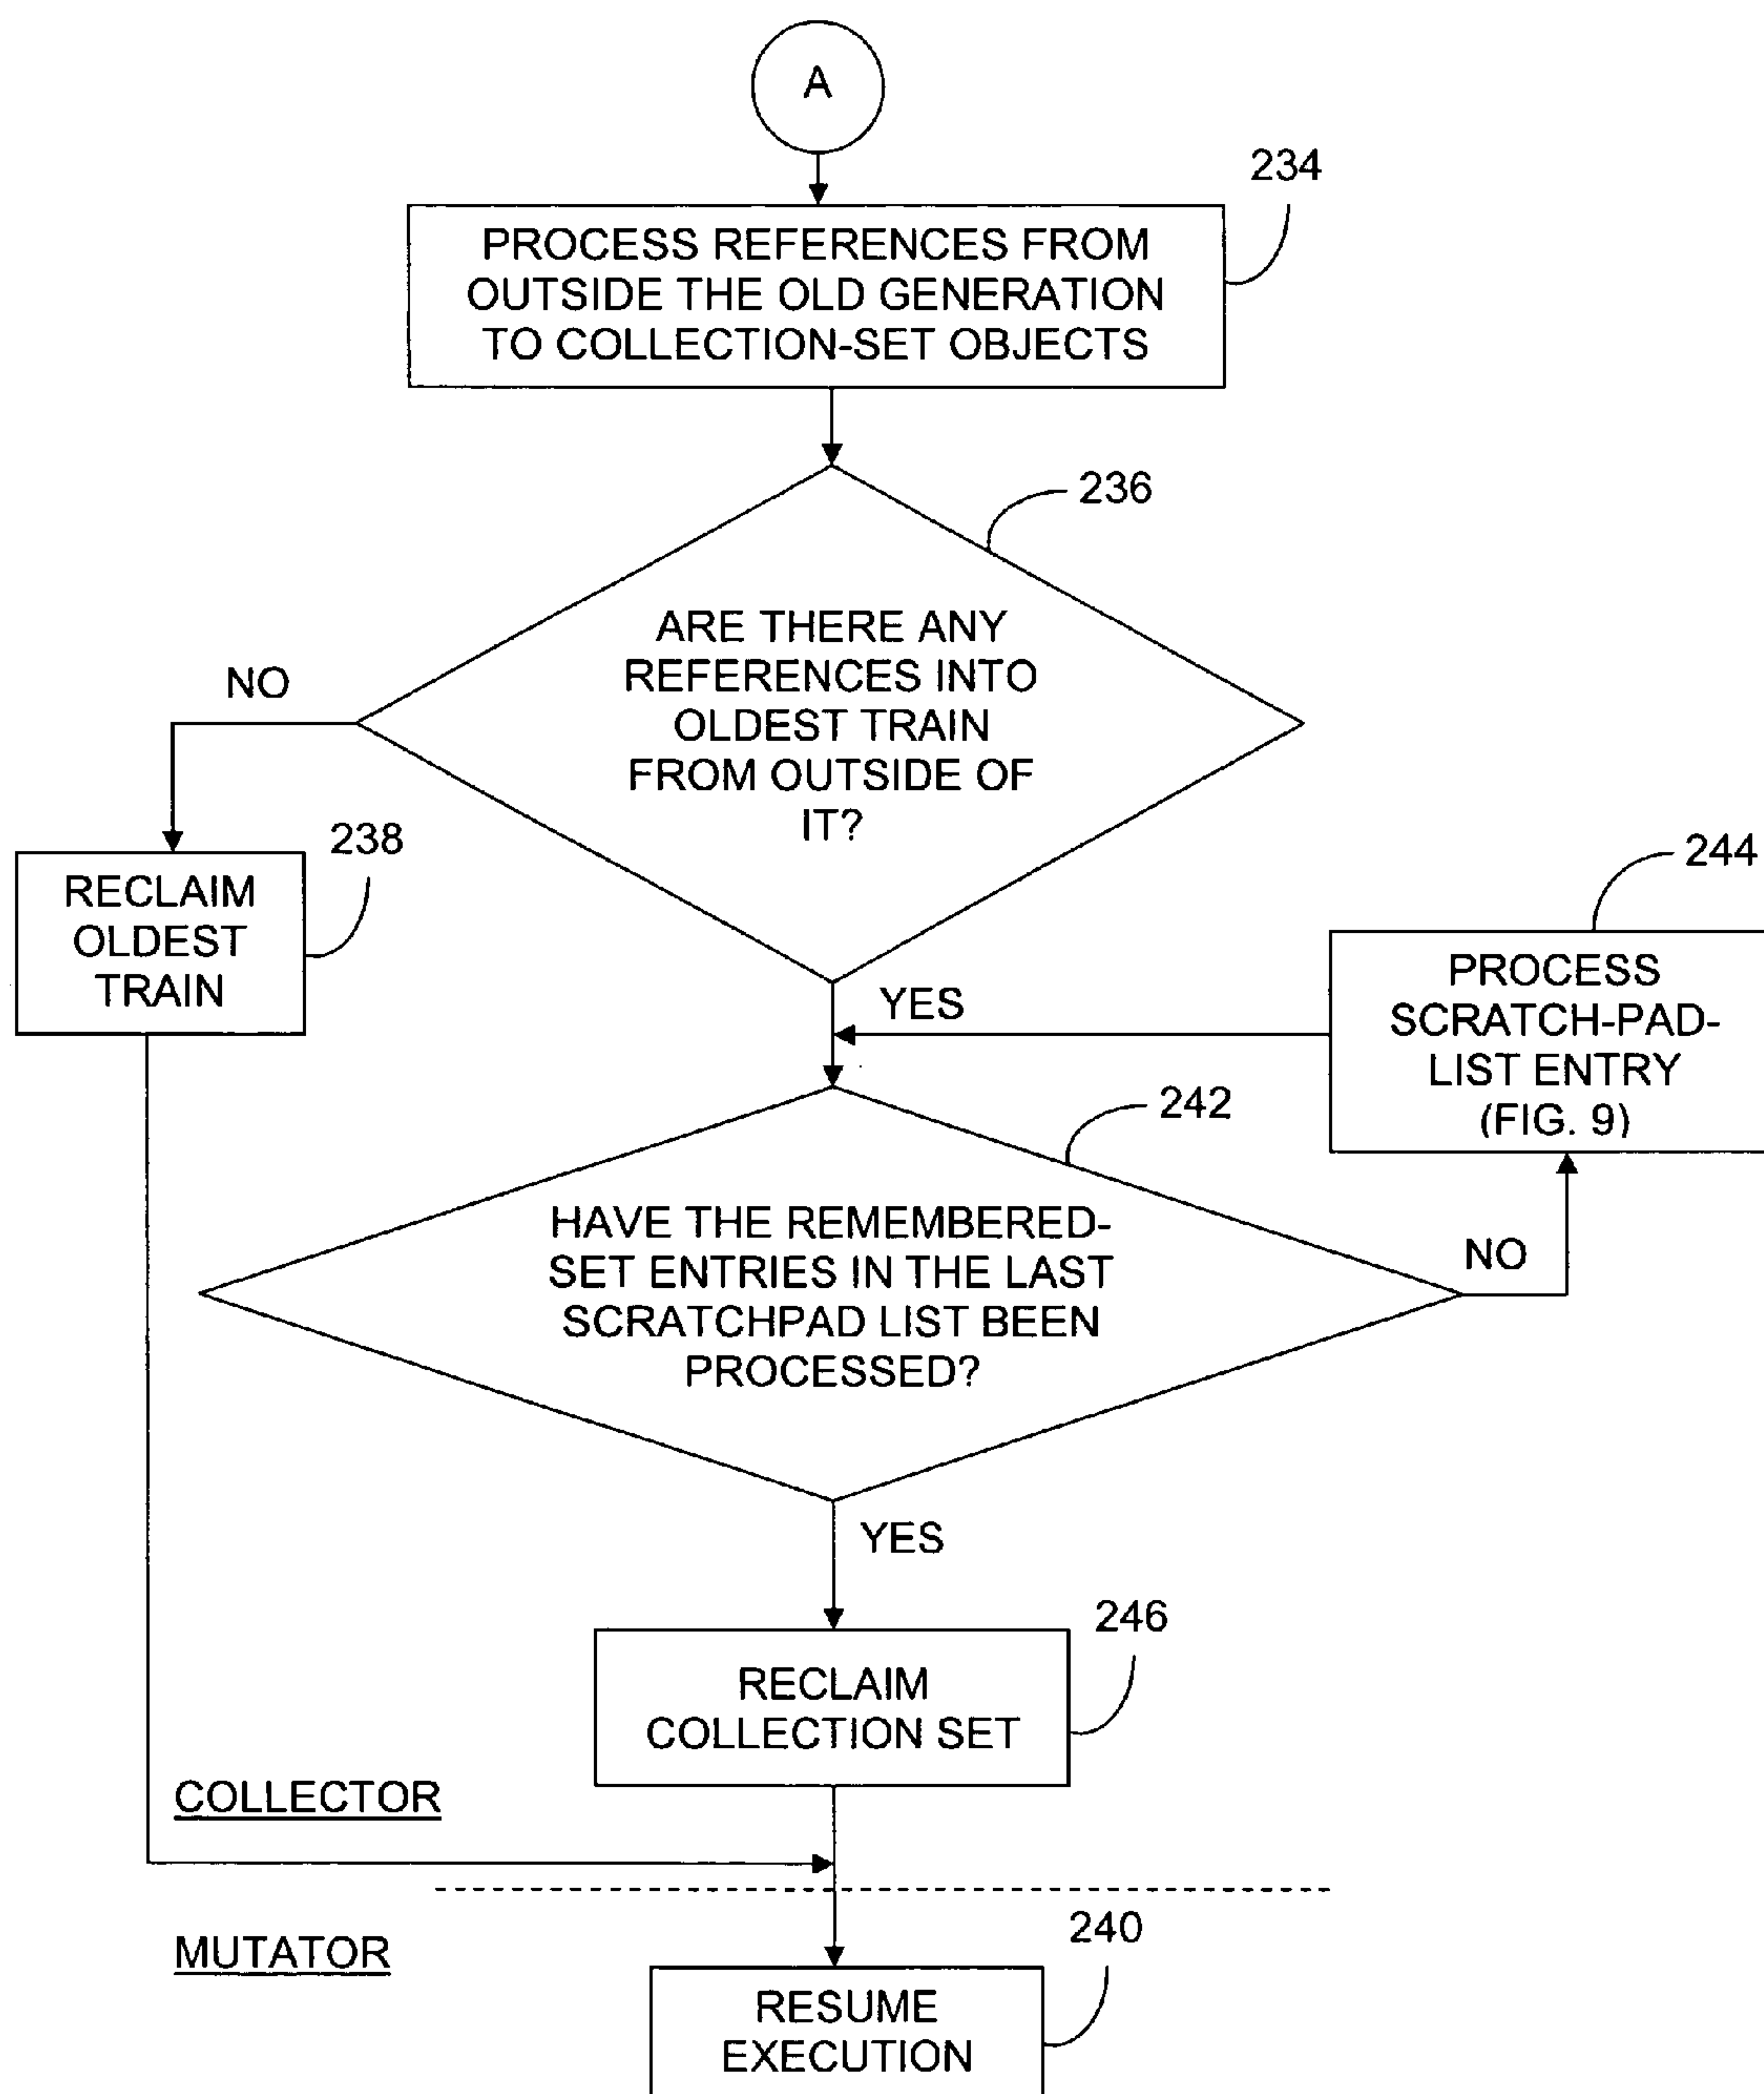 A
234
PROCESS REFERENCES FROM
OUTSIDE THE OLD GENERATION
TO COLLECTION-SET OBJECTS
236
ARE THERE ANY
REFERENCES INTO
OLDEST TRAIN
FROM OUTSIDE OF
IT?
NO
238
RECLAIM
OLDEST
TRAIN
YES
244
PROCESS
SCRATCH-PAD-
LIST ENTRY
(FIG. 9)
242
HAVE THE REMEMBERED-
SET ENTRIES IN THE LAST
SCRATCHPAD LIST BEEN
PROCESSED?
NO
YES
246
RECLAIM
COLLECTION SET
COLLECTOR
MUTATOR
240
RESUME
EXECUTION